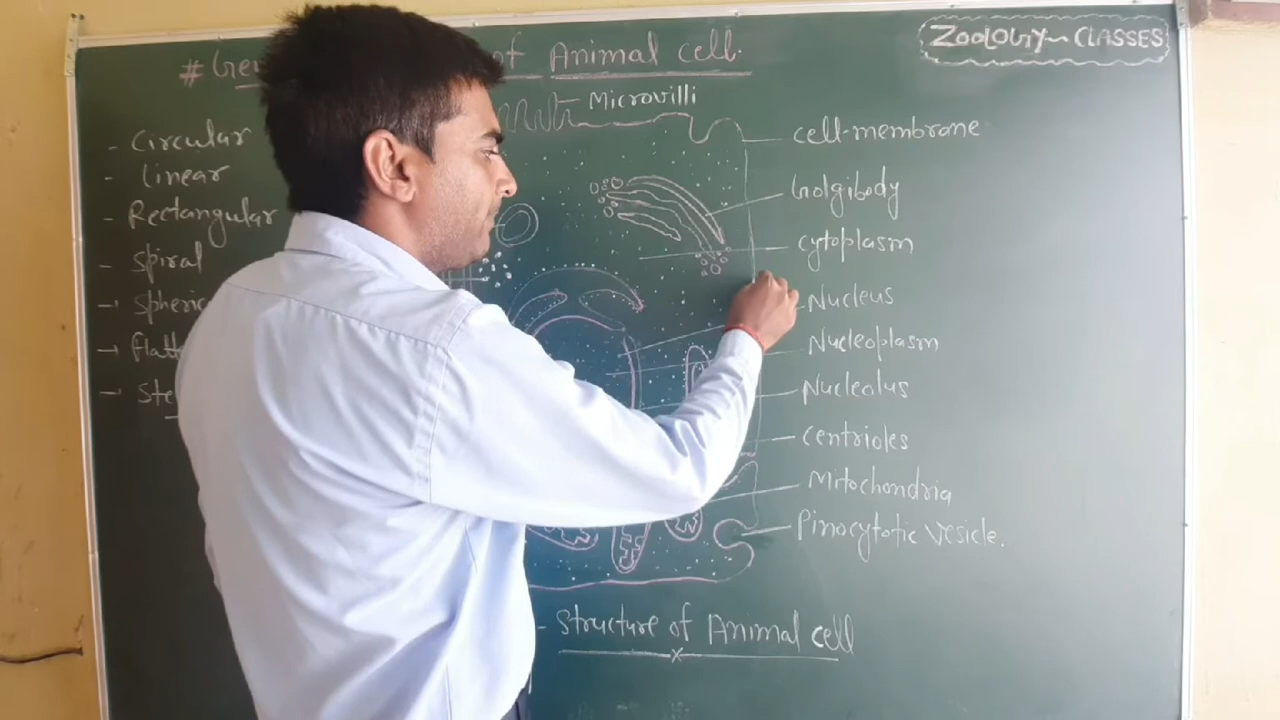 # Gen of Animal cell.
ZOOLOGY CLASSES
- Circular
- linear
- Rectangular
- Spiral
- 
- 
- 
Microvilli
cell-membrane
Golgibody
cytoplasm
Nucleus
Nucleoplasm
Nucleolus
Centrioles
Mitochondria
Pinocytotic vesicle.
- Structure of Animal cell